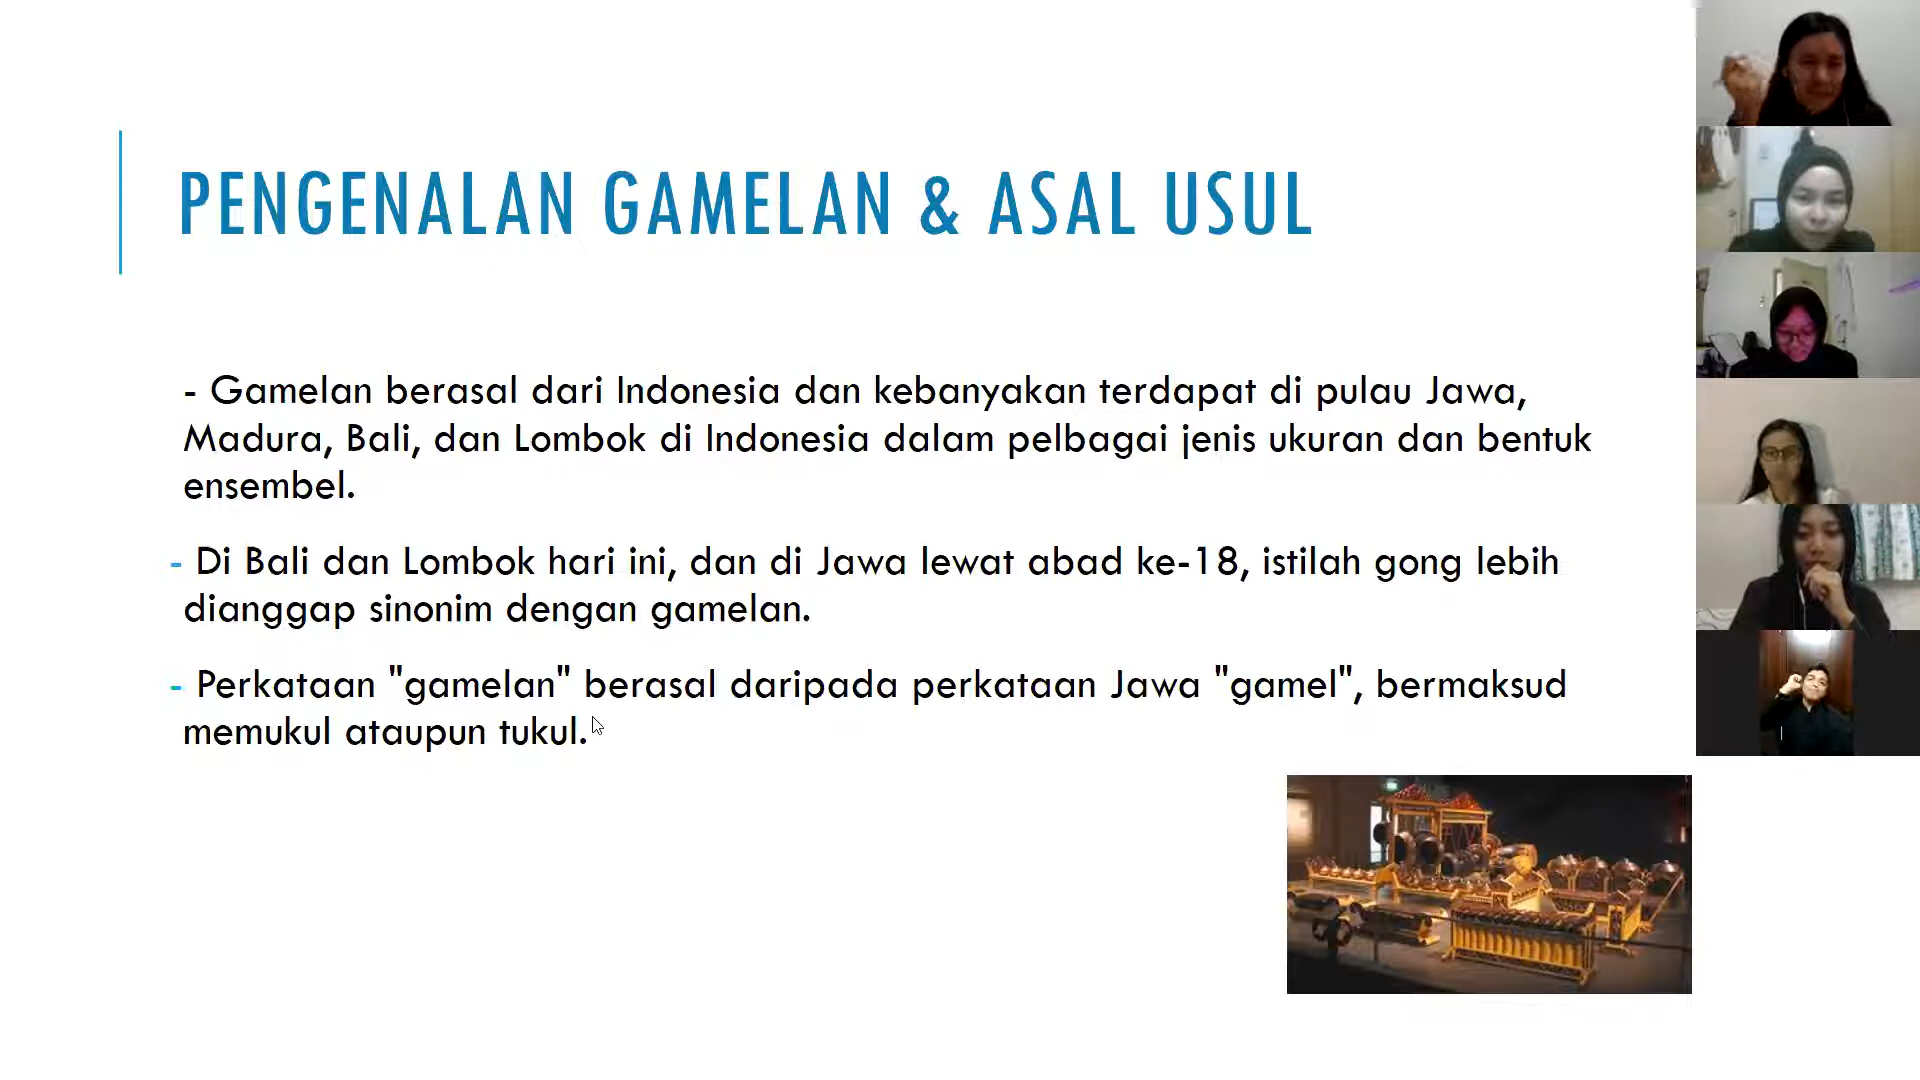 PENGENALAN GAMELAN & ASAL USUL
- Gamelan berasal dari Indonesia dan kebanyakan terdapat di pulau Jawa,
Madura, Bali, dan Lombok di Indonesia dalam pelbagai jenis ukuran dan bentuk
ensembel.
- Di Bali dan Lombok hari ini, dan di Jawa lewat abad ke-18, istilah gong lebih
dianggap sinonim dengan gamelan.
- Perkataan "gamelan" berasal daripada perkataan Jawa "gamel", bermaksud
memukul ataupun tukul.